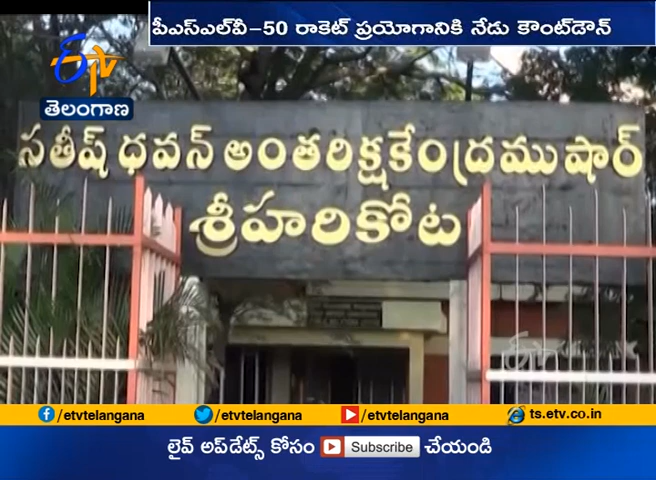 పీఎస్ఎల్‌వీ-50 రాకెట్ ప్రయోగానికి నేడు కౌంట్‌డౌన్
etv
తెలంగాణ
సతీష్ ధవన్ అంతరిక్షకేంద్రము షార్
శ్రీహరికోట
/etvtelangana /etvtelangana /etvtelangana ts.etv.co.in
లైవ్ అప్‌డేట్స్ కోసం Subscribe చేయండి